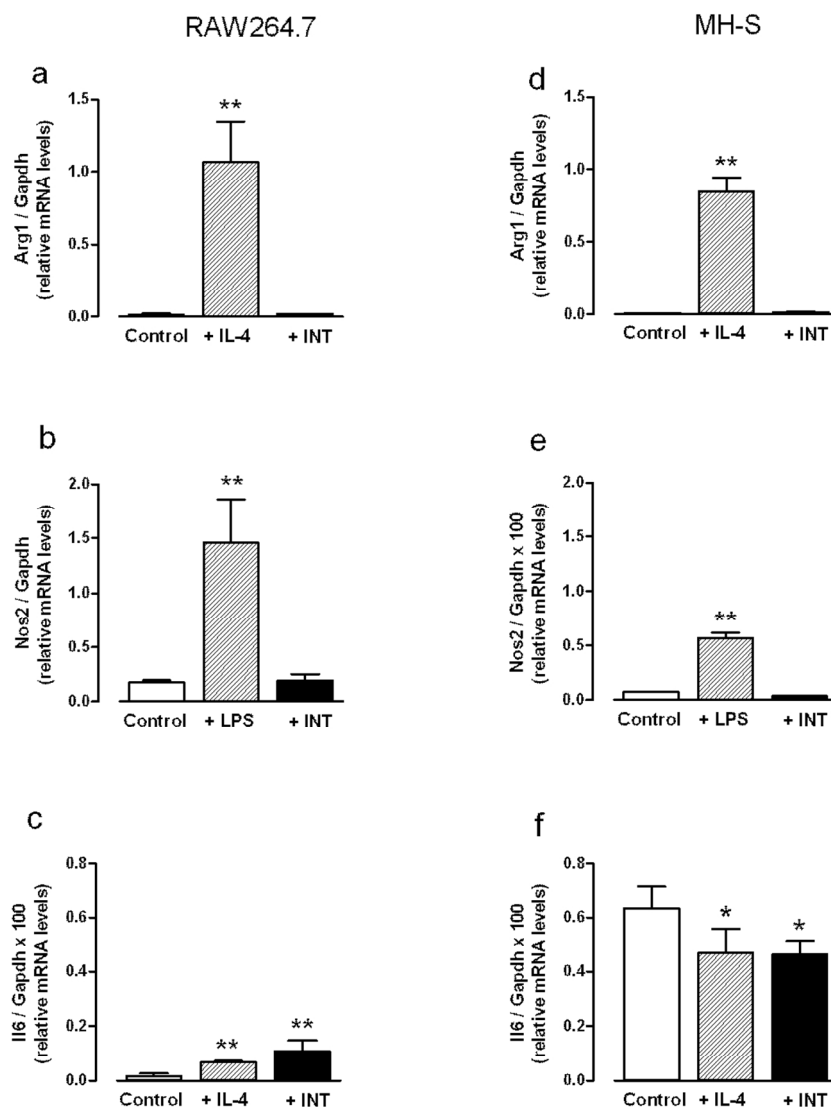 RAW264.7
MH-S
a
Arg1 / Gapdh
(relative mRNA levels)
1.5
**
1.0
0.5
0.0
Control + IL-4 + INT
d
Arg1 / Gapdh
(relative mRNA levels)
1.5
**
1.0
0.5
0.0
Control + IL-4 + INT
b
Nos2 / Gapdh
(relative mRNA levels)
2.0
**
1.5
1.0
0.5
0.0
Control + LPS + INT
e
Nos2 / Gapdh x 100
(relative mRNA levels)
2.0
1.5
1.0
**
0.5
0.0
Control + LPS + INT
c
Il6 / Gapdh x 100
(relative mRNA levels)
0.8
0.6
0.4
0.2
**
**
0.0
Control + IL-4 + INT
f
Il6 / Gapdh x 100
(relative mRNA levels)
0.8
0.6
*
*
0.4
0.2
0.0
Control + IL-4 + INT